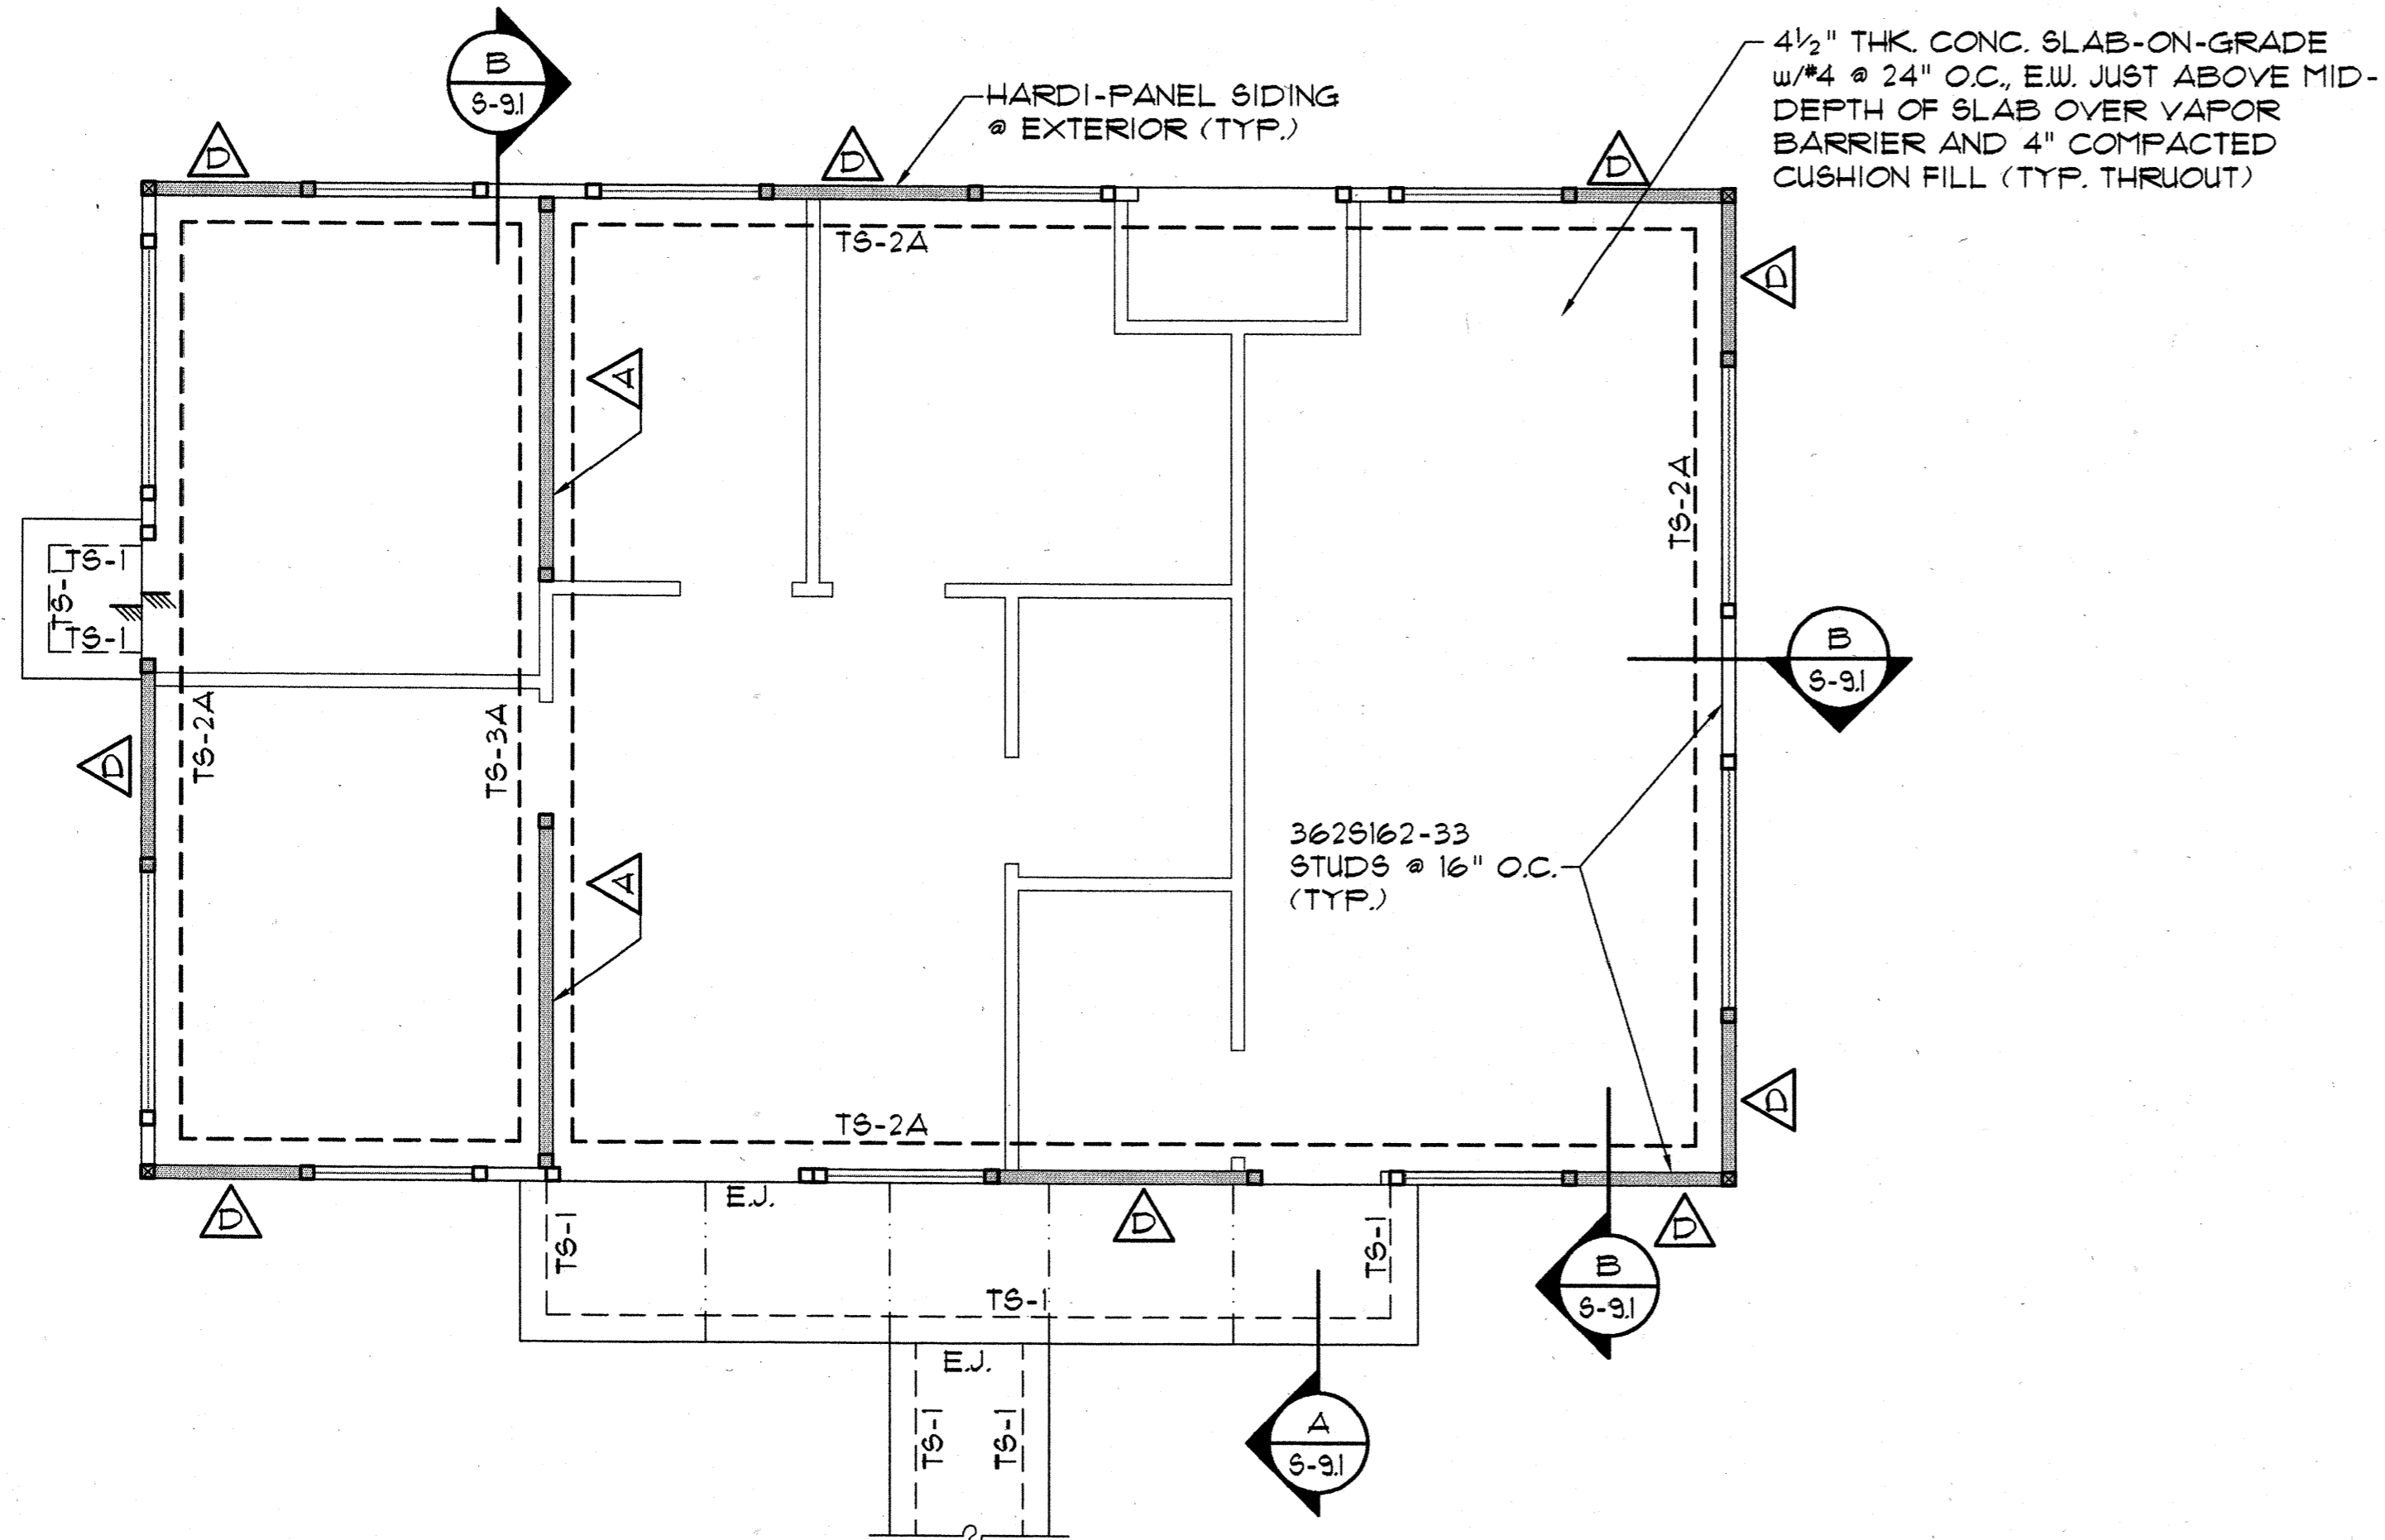 B
S-9.1
HARDI-PANEL SIDING
@ EXTERIOR (TYP.)
4½" THK. CONC. SLAB-ON-GRADE
w/#4 @ 24" O.C., E.W. JUST ABOVE MID-
DEPTH OF SLAB OVER VAPOR
BARRIER AND 4" COMPACTED
CUSHION FILL (TYP. THRUOUT)
D
D
D
TS-2A
D
A
TS-2A
TS-1
TS-
TS-1
B
S-9.1
TS-2A
TS-3A
D
362S162-33
STUDS @ 16" O.C.
(TYP.)
A
D
TS-2A
E.J.
D
D
D
TS-1
TS-1
TS-1
B
S-9.1
E.J.
TS-1
TS-1
A
S-9.1